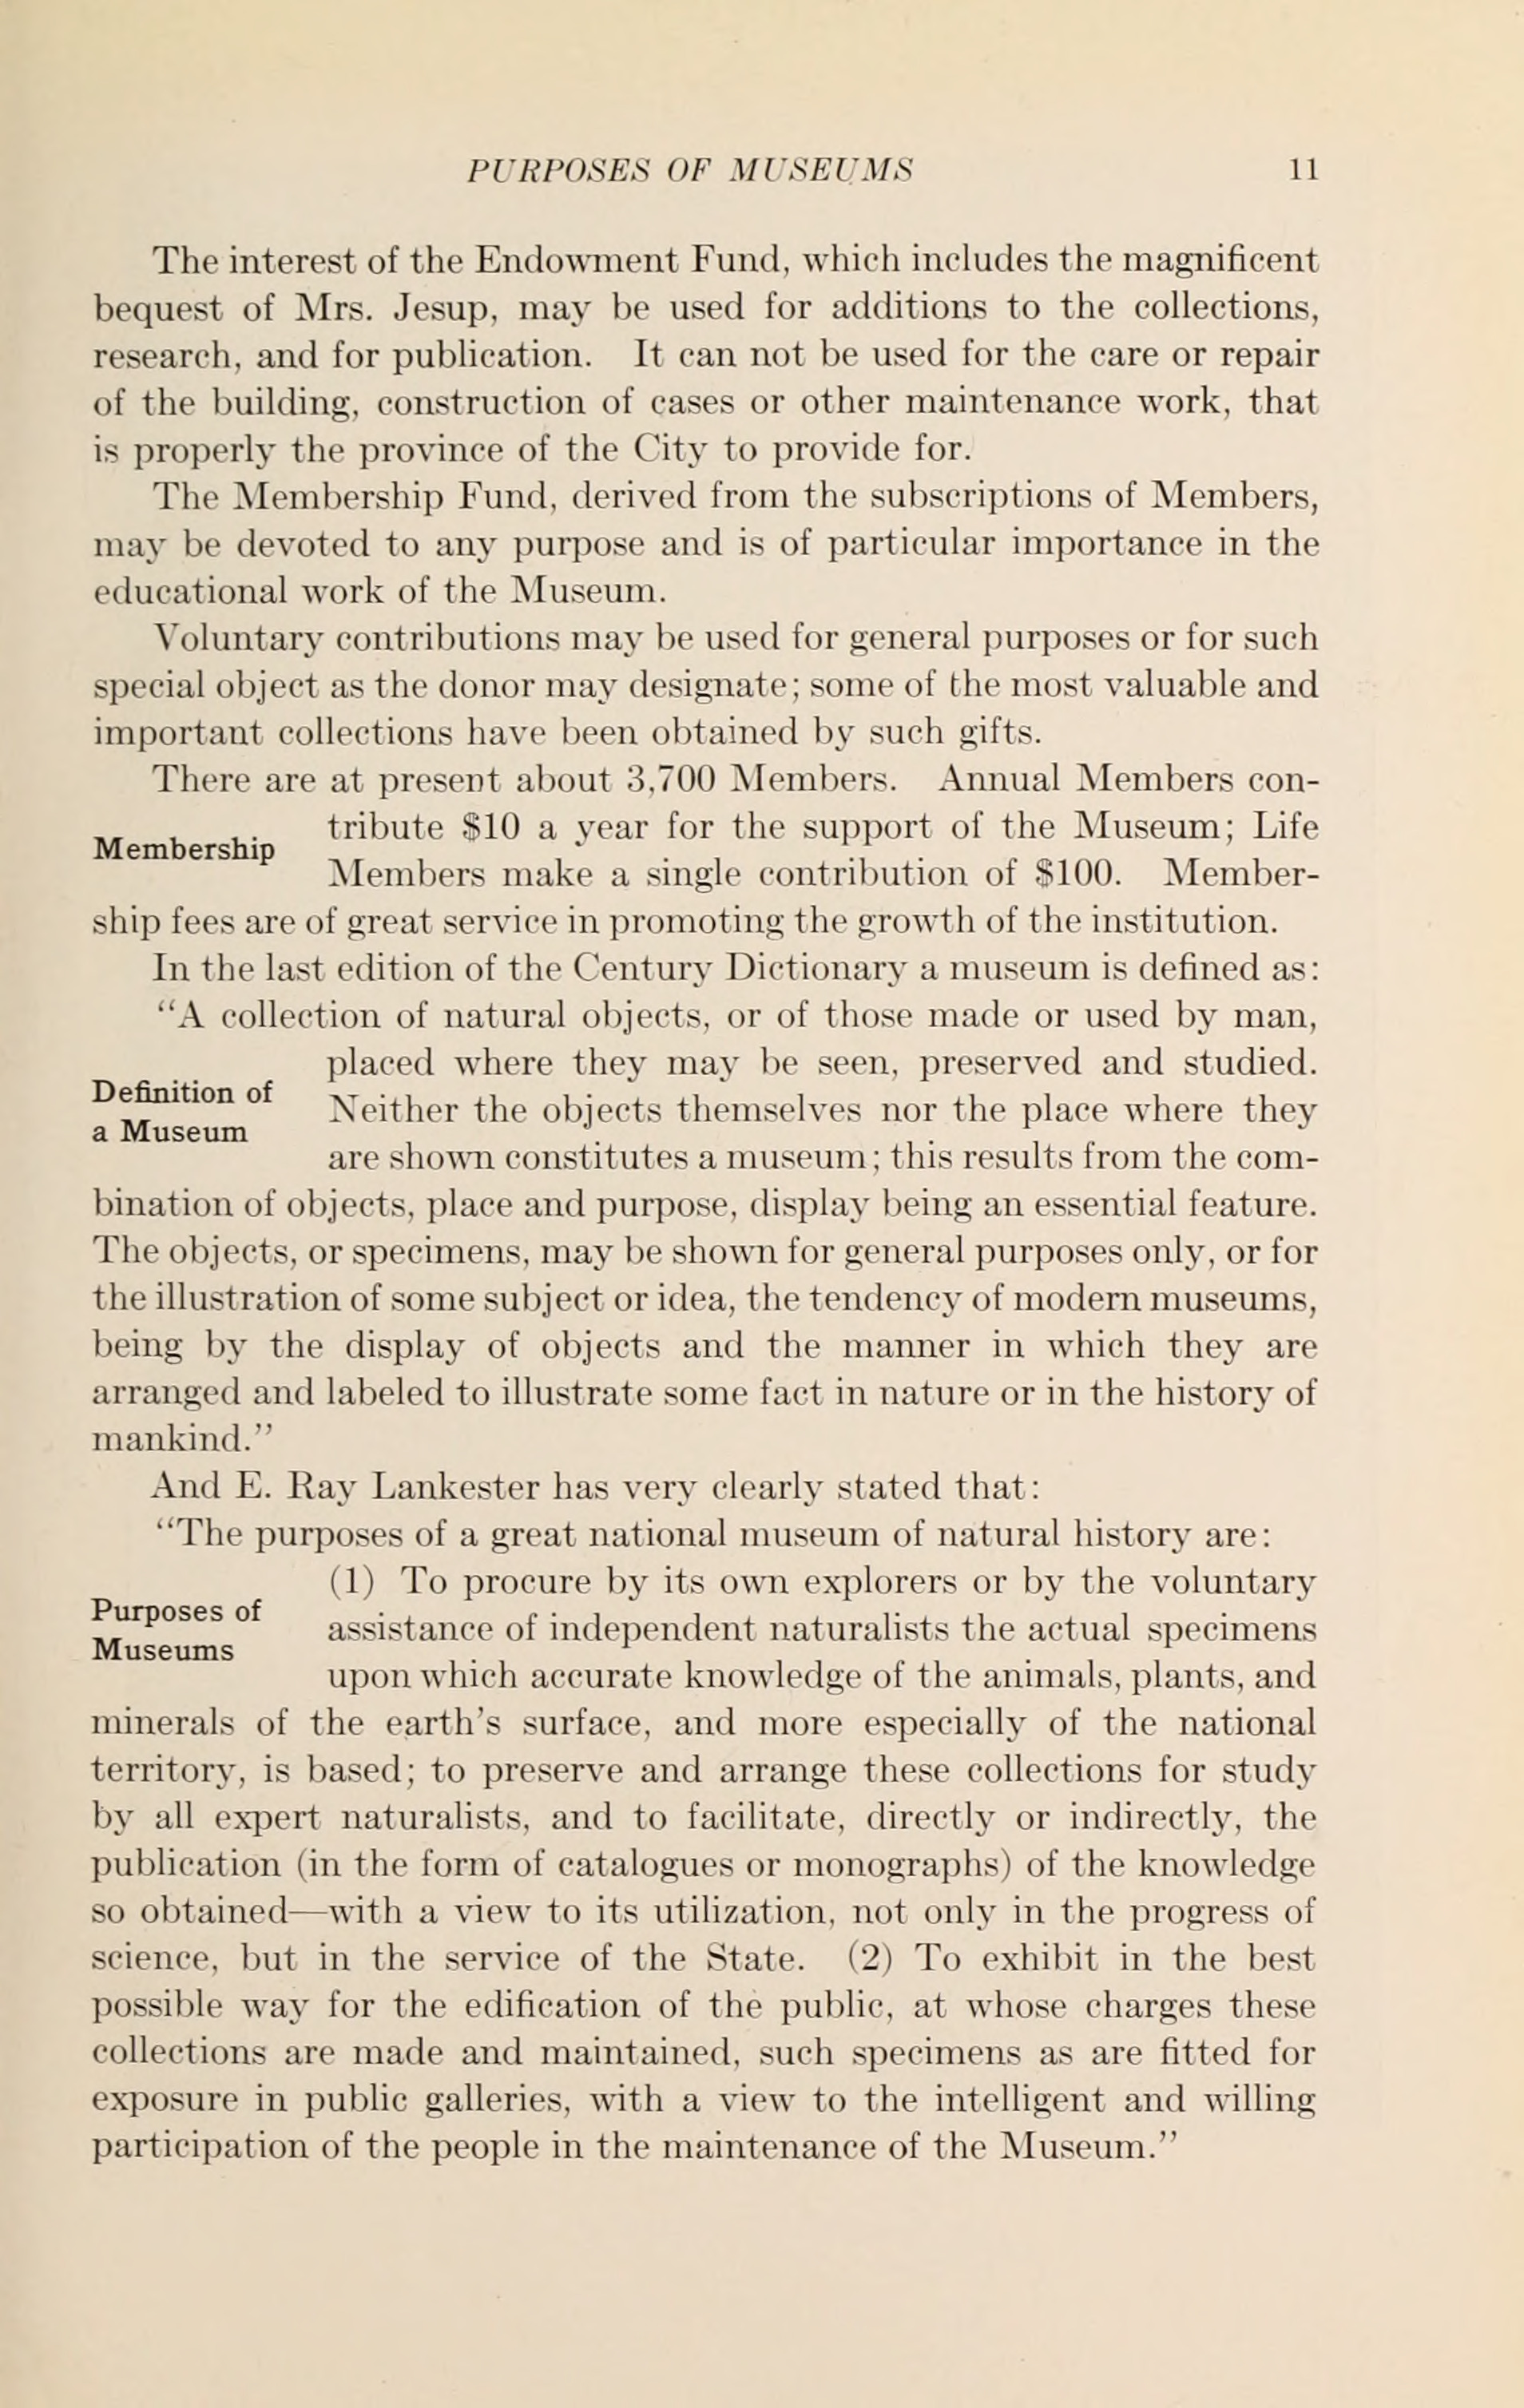 PURPOSES OF MUSEUMS 11
The interest of the Endowment Fund, which includes the magnificent
bequest of Mrs. Jesup, may be used for additions to the collections,
research, and for publication. It can not be used for the care or repair
of the building, construction of cases or other maintenance work, that
is properly the province of the City to provide for.
The Membership Fund, derived from the subscriptions of Members,
may be devoted to any purpose and is of particular importance in the
educational work of the Museum.
Voluntary contributions may be used for general purposes or for such
special object as the donor may designate; some of the most valuable and
important collections have been obtained by such gifts.
There are at present about 3,700 Members. Annual Members con-
Membership
tribute $10 a year for the support of the Museum; Life
Members make a single contribution of $100. Member-
ship fees are of great service in promoting the growth of the institution.
In the last edition of the Century Dictionary a museum is defined as:
“A collection of natural objects, or of those made or used by man,
Definition of
a Museum
placed where they may be seen, preserved and studied.
Neither the objects themselves nor the place where they
are shown constitutes a museum; this results from the com-
bination of objects, place and purpose, display being an essential feature.
The objects, or specimens, may be shown for general purposes only, or for
the illustration of some subject or idea, the tendency of modern museums,
being by the display of objects and the manner in which they are
arranged and labeled to illustrate some fact in nature or in the history of
mankind.”
And E. Ray Lankester has very clearly stated that:
“The purposes of a great national museum of natural history are:
Purposes of
Museums
(1) To procure by its own explorers or by the voluntary
assistance of independent naturalists the actual specimens
upon which accurate knowledge of the animals, plants, and
minerals of the earth’s surface, and more especially of the national
territory, is based; to preserve and arrange these collections for study
by all expert naturalists, and to facilitate, directly or indirectly, the
publication (in the form of catalogues or monographs) of the knowledge
so obtained—with a view to its utilization, not only in the progress of
science, but in the service of the State. (2) To exhibit in the best
possible way for the edification of the public, at whose charges these
collections are made and maintained, such specimens as are fitted for
exposure in public galleries, with a view to the intelligent and willing
participation of the people in the maintenance of the Museum.”